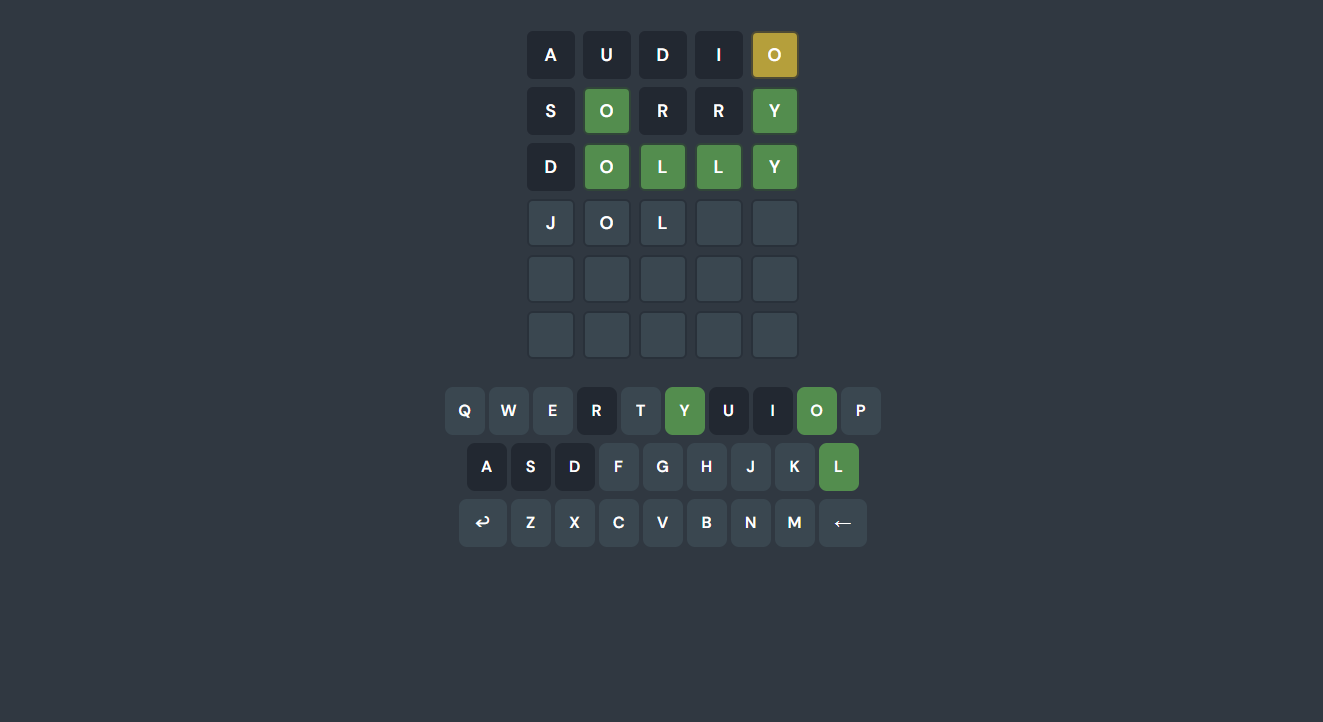 A U D I O
S O R R Y
D O L L Y
J O L
Q W E R T Y U I O P
A S D F G H J K L
↩ Z X C V B N M ←